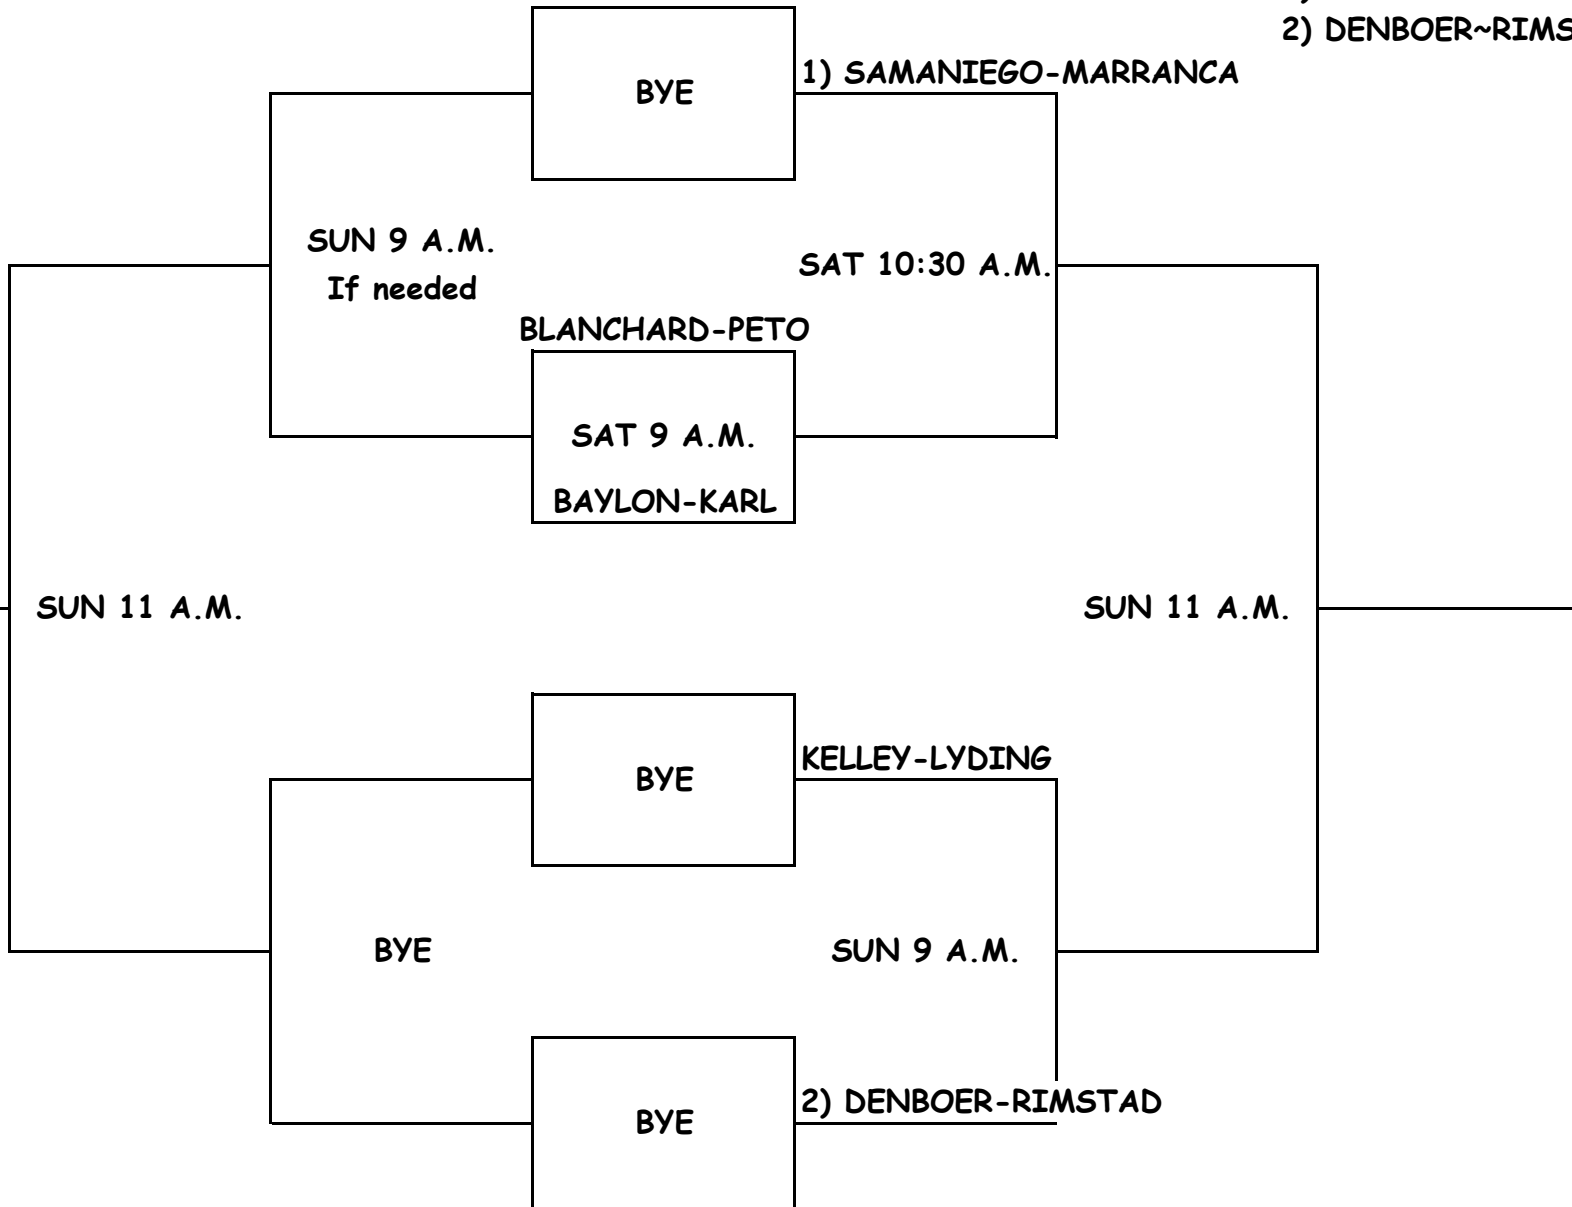 2) DENBOER~RIMS
1) SAMANIEGO-MARRANCA
BYE
SUN 9 A.M.
If needed
SAT 10:30 A.M.
BLANCHARD-PETO
SAT 9 A.M.
BAYLON-KARL
SUN 11 A.M.
SUN 11 A.M.
KELLEY-LYDING
BYE
BYE
SUN 9 A.M.
2) DENBOER-RIMSTAD
BYE